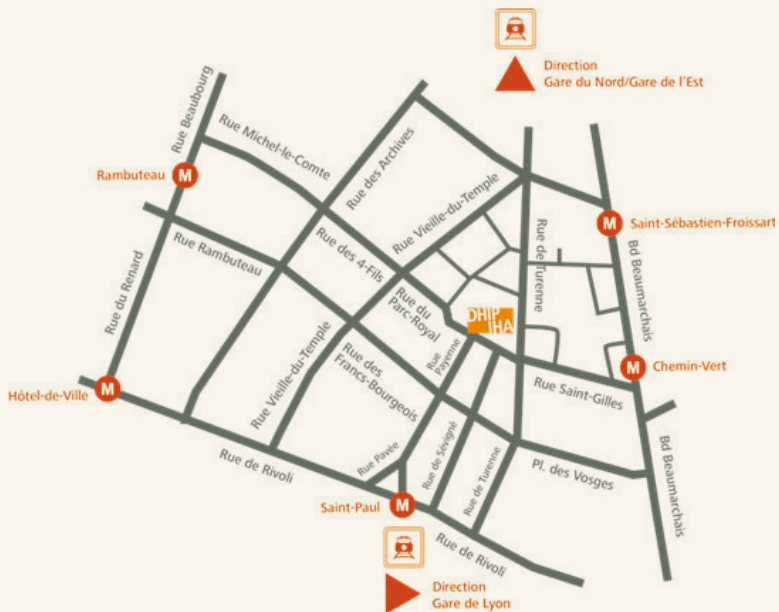 Direction
Gare du Nord/Gare de l'Est
Rue Beaubourg
Rue Michel-le-Comte
Rue des Archives
M
Rambuteau
Rue Vieille-du-Temple
M
Saint-Sébastien-Froissart
Rue Rambuteau
Rue des 4-Fils
Rue de Turenne
Bd Beaumarchais
Rue du Renard
Rue du
Parc-Royal
DHIP
IHA
Rue
Payenne
M
Chemin-Vert
M
Hôtel-de-Ville
Rue Vieille-du-Temple
Rue des
Francs-Bourgeois
Rue Saint-Gilles
Rue de Rivoli
Rue Pavée
Rue de Sévigné
Rue de Turenne
Pl. des Vosges
Bd Beaumarchais
Saint-Paul
M
Rue de Rivoli
Direction
Gare de Lyon